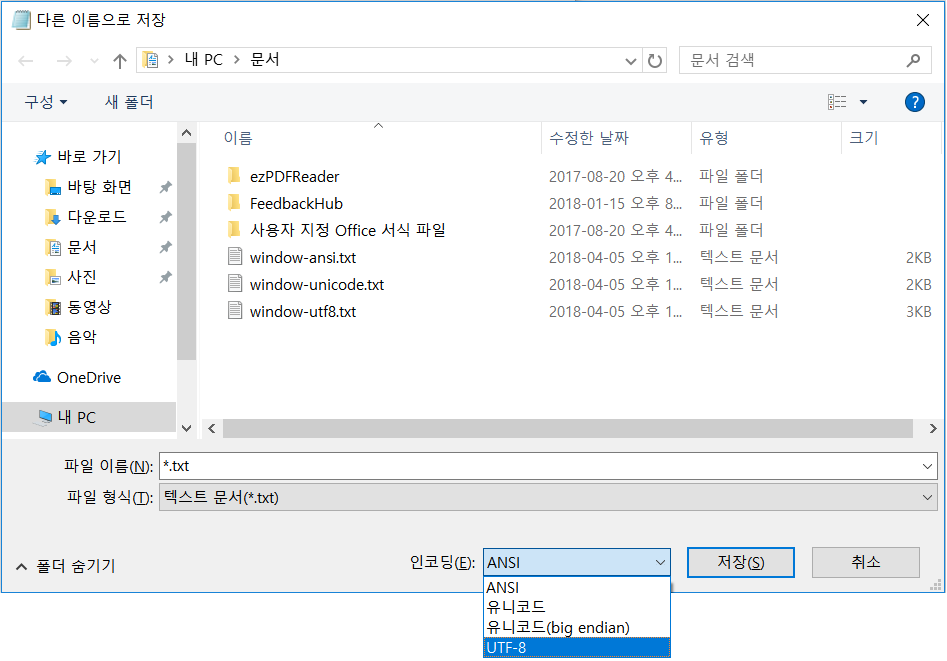 다른 이름으로 저장
내 PC 문서
문서 검색
구성 새 폴더
?
이름 수정한 날짜 유형 크기
바로 가기
바탕 화면
다운로드
문서
사진
동영상
음악
OneDrive
내 PC
ezPDFReader 2017-08-20 오후 4... 파일 폴더
FeedbackHub 2018-01-15 오후 8... 파일 폴더
사용자 지정 Office 서식 파일 2017-08-20 오후 4... 파일 폴더
window-ansi.txt 2018-04-05 오후 1... 텍스트 문서 2KB
window-unicode.txt 2018-04-05 오후 1... 텍스트 문서 2KB
window-utf8.txt 2018-04-05 오후 1... 텍스트 문서 3KB
파일 이름(N): *.txt
파일 형식(T): 텍스트 문서(*.txt)
폴더 숨기기
인코딩(E): ANSI 저장(S) 취소
ANSI
유니코드
유니코드(big endian)
UTF-8